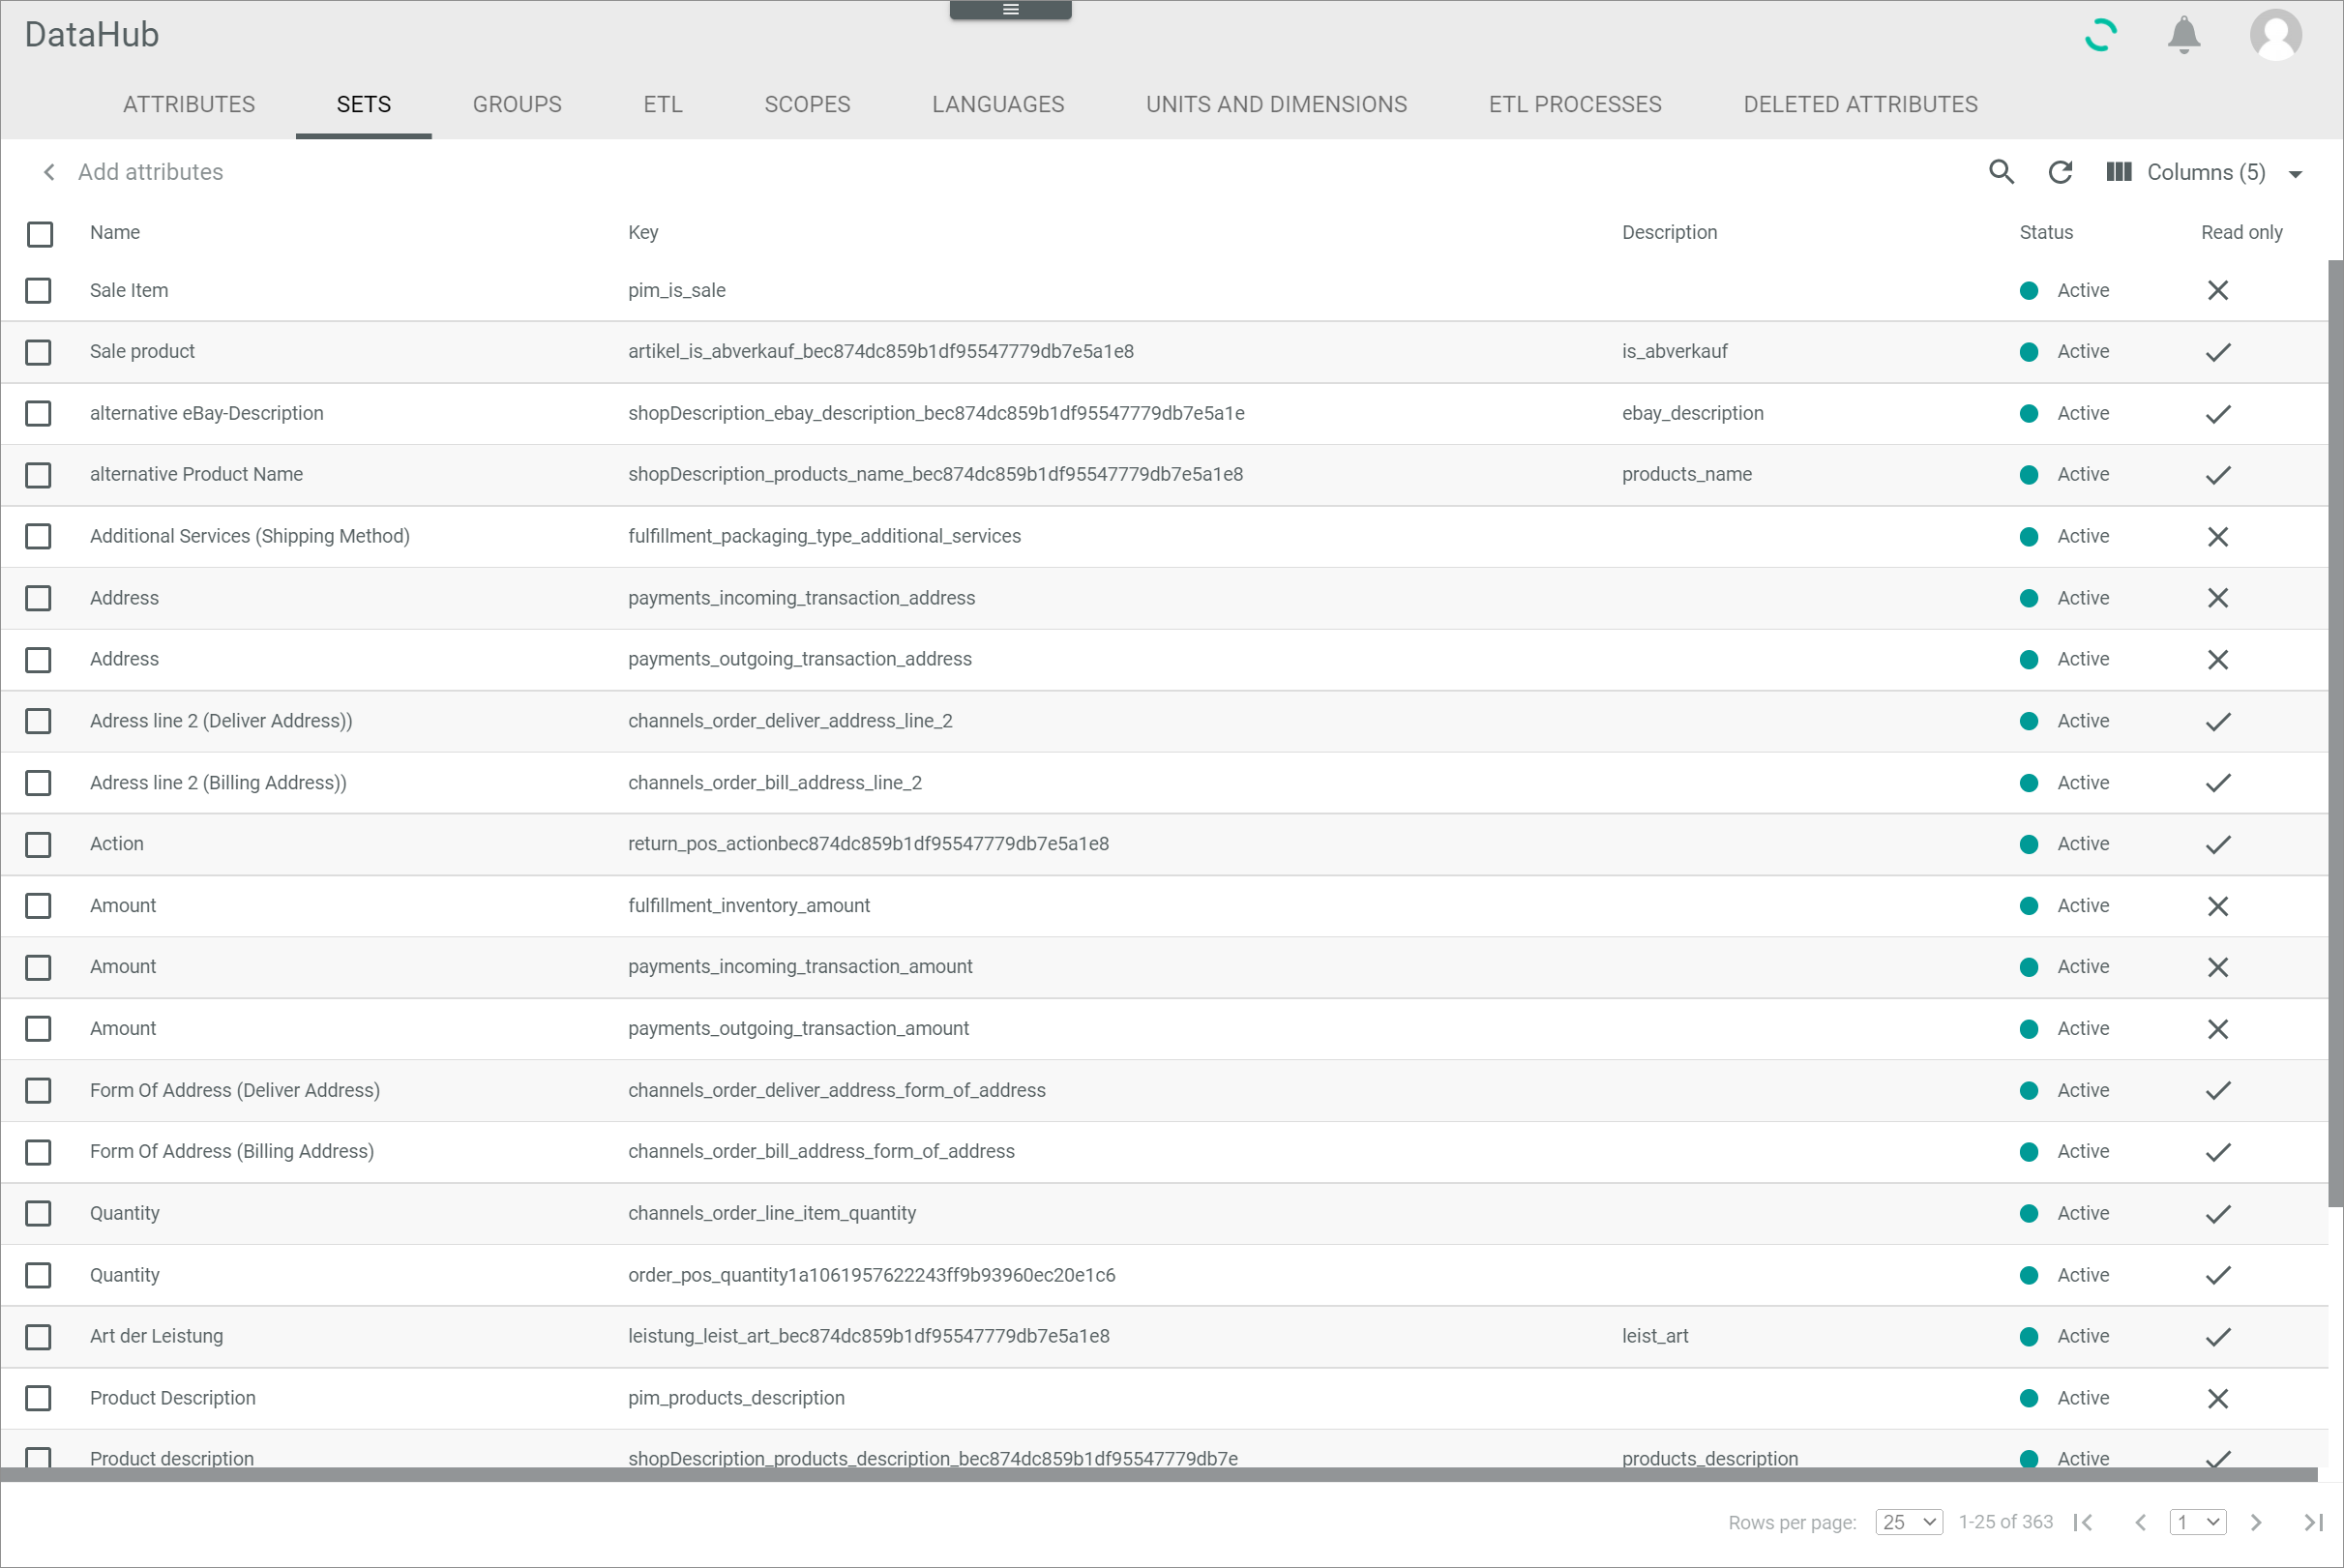 DataHub
ATTRIBUTES SETS GROUPS ETL SCOPES LANGUAGES UNITS AND DIMENSIONS ETL PROCESSES DELETED ATTRIBUTES
Add attributes Columns (5)
Name Key Description Status Read only
Sale Item pim_is_sale Active
Sale product artikel_is_abverkauf_bec874dc859b1df95547779db7e5a1e8 is_abverkauf Active
alternative eBay-Description shopDescription_ebay_description_bec874dc859b1df95547779db7e5a1e ebay_description Active
alternative Product Name shopDescription_products_name_bec874dc859b1df95547779db7e5a1e8 products_name Active
Additional Services (Shipping Method) fulfillment_packaging_type_additional_services Active
Address payments_incoming_transaction_address Active
Address payments_outgoing_transaction_address Active
Adress line 2 (Deliver Address)) channels_order_deliver_address_line_2 Active
Adress line 2 (Billing Address)) channels_order_bill_address_line_2 Active
Action return_pos_actionbec874dc859b1df95547779db7e5a1e8 Active
Amount fulfillment_inventory_amount Active
Amount payments_incoming_transaction_amount Active
Amount payments_outgoing_transaction_amount Active
Form Of Address (Deliver Address) channels_order_deliver_address_form_of_address Active
Form Of Address (Billing Address) channels_order_bill_address_form_of_address Active
Quantity channels_order_line_item_quantity Active
Quantity order_pos_quantity1a1061957622243ff9b93960ec20e1c6 Active
Art der Leistung leistung_leist_art_bec874dc859b1df95547779db7e5a1e8 leist_art Active
Product Description pim_products_description Active
Product description shopDescription_products_description_bec874dc859b1df95547779db7e products_description Active
Rows per page: 25 1-25 of 363 1